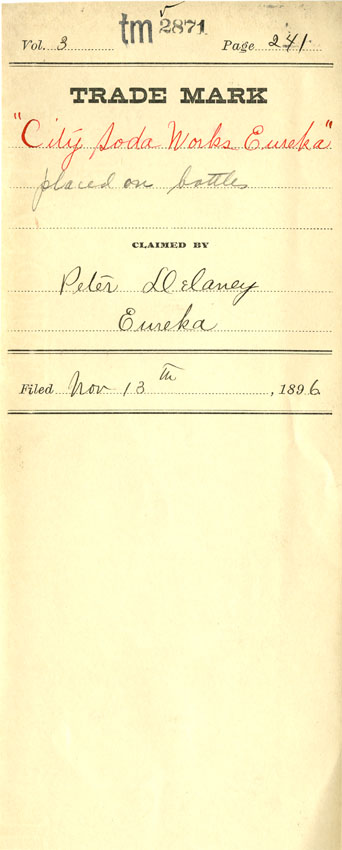 tm 2871
Vol. 3 Page 241
TRADE MARK
"City Soda Works Eureka"
placed on bottles
CLAIMED BY
Peter Delaney
Eureka
Filed Nov 13th, 1896